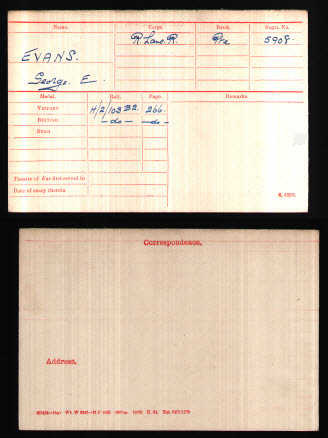 Name. Corps. Rank. Regtl. No.
R. Lanc. R. Pte 5908
EVANS.
George. E.
Medal. Roll. Page. Remarks.
Victory H/2/103 B2. 266.
British - do - - do -
Star
Theatre of War first served in
Date of entry therein
K. 1380.
Correspondence.
Address.